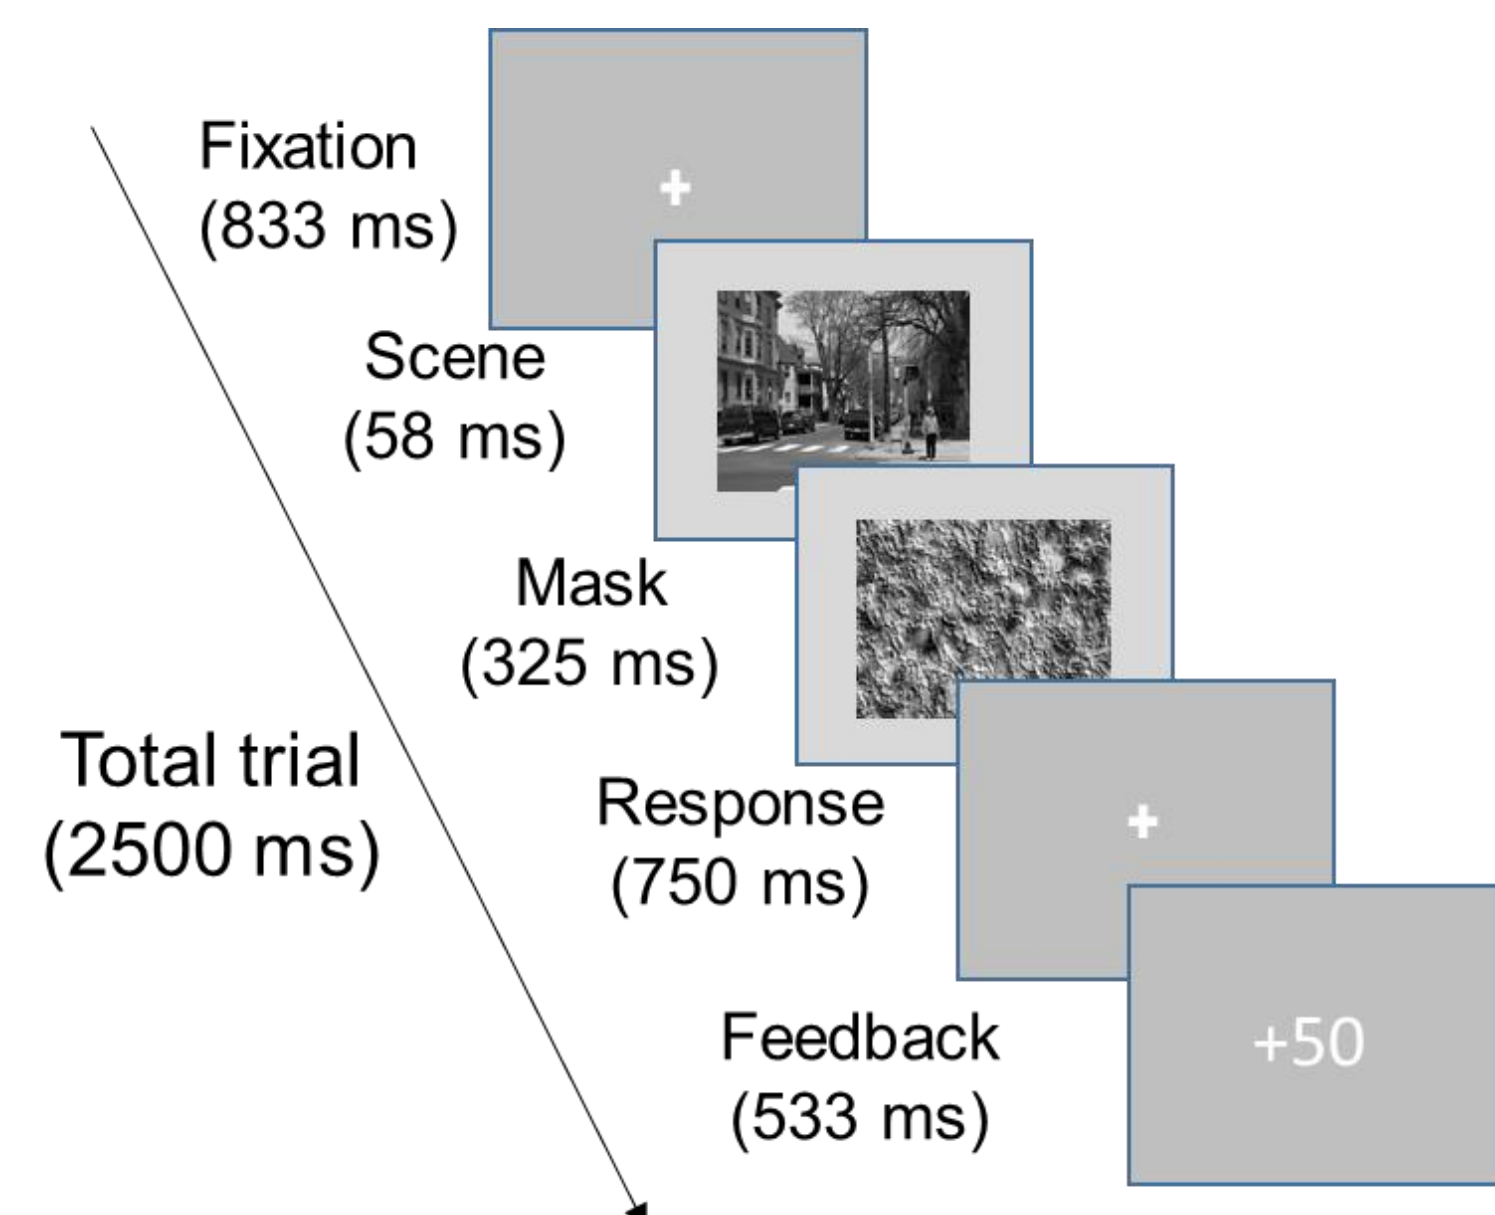 Fixation
(833 ms)
Scene
(58 ms)
Mask
(325 ms)
Total trial
(2500 ms)
Response
(750 ms)
Feedback
(533 ms)
+50